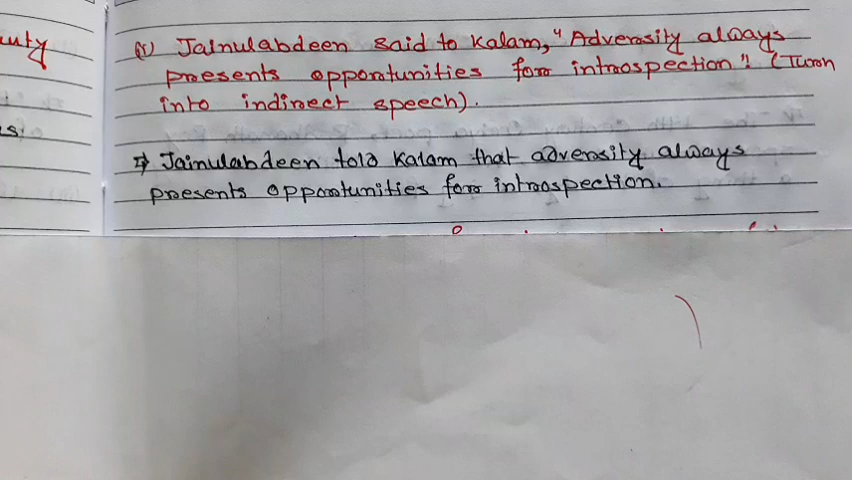 uty
(v) Jainulabdeen said to Kalam, "Adversity always
presents opportunities for introspection". (Turn
into indirect speech).
s.
⇒ Jainulabdeen told Kalam that adversity always
presents opportunities for introspection.